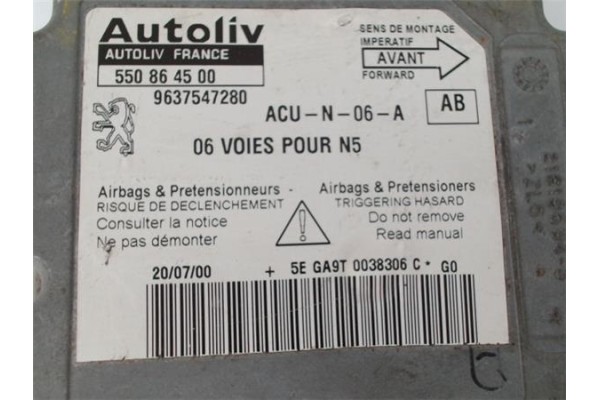 Autoliv
AUTOLIV FRANCE
550 86 45 00
9637547280
SENS DE MONTAGE
IMPERATIF
AVANT
FORWARD
ACU-N-06-A
AB
06 VOIES POUR N5
Airbags & Pretensionneurs
RISQUE DE DECLENCHEMENT
Consulter la notice
Ne pas démonter
Airbags & Pretensioners
TRIGGERING HASARD
Do not remove
Read manual
20/07/00 + 5E GA9T 0038306 C * G0